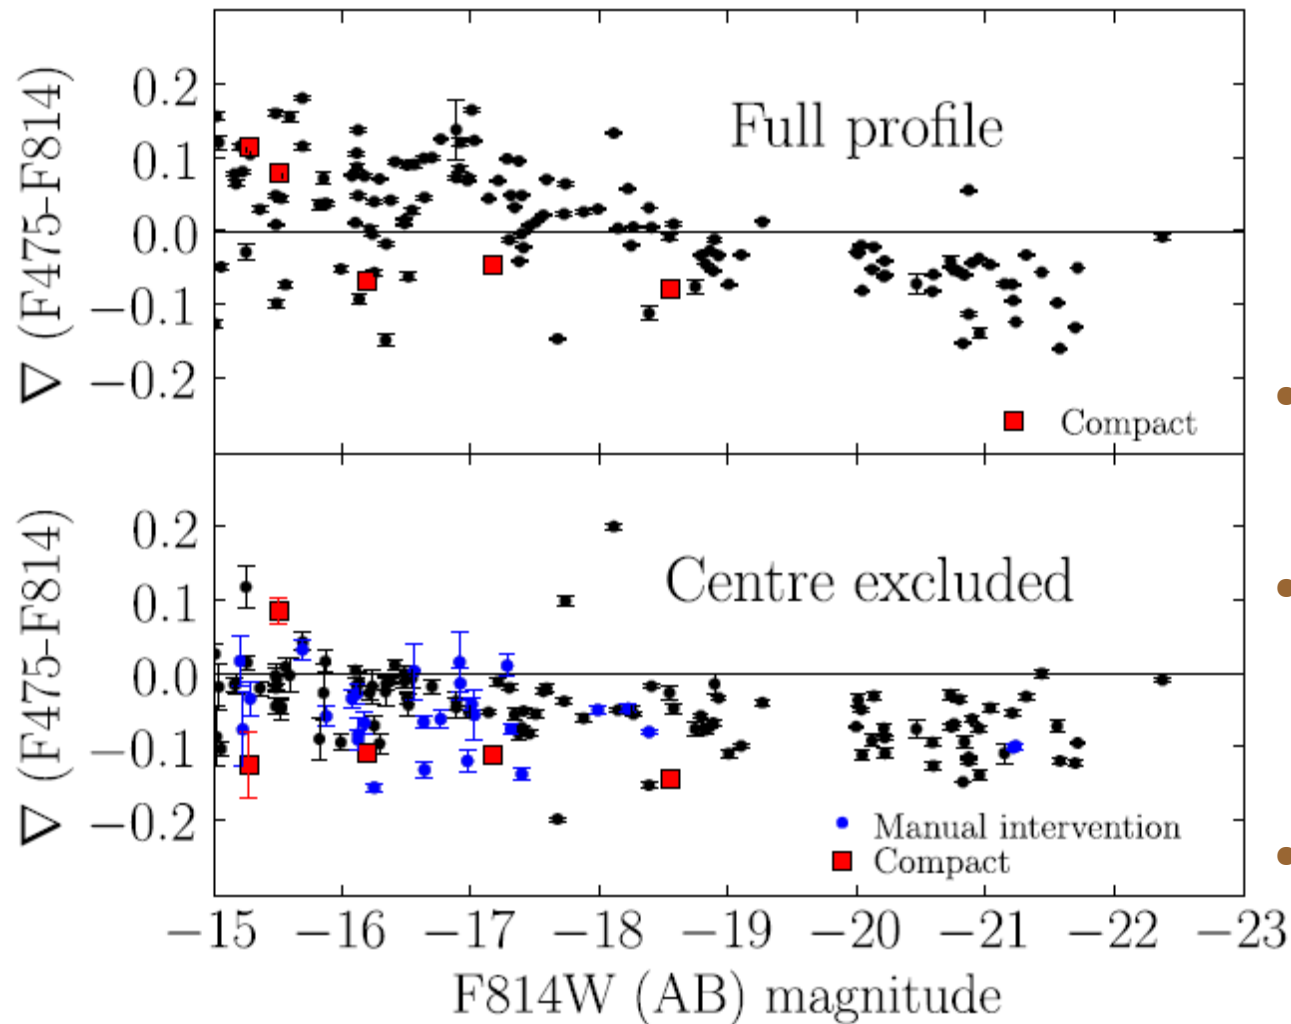 ∇ (F475-F814)
0.2
0.1
0.0
−0.1
−0.2
Full profile
Compact
∇ (F475-F814)
0.2
0.1
0.0
−0.1
−0.2
Centre excluded
Manual intervention
Compact
−15 −16 −17 −18 −19 −20 −21 −22 −23
F814W (AB) magnitude